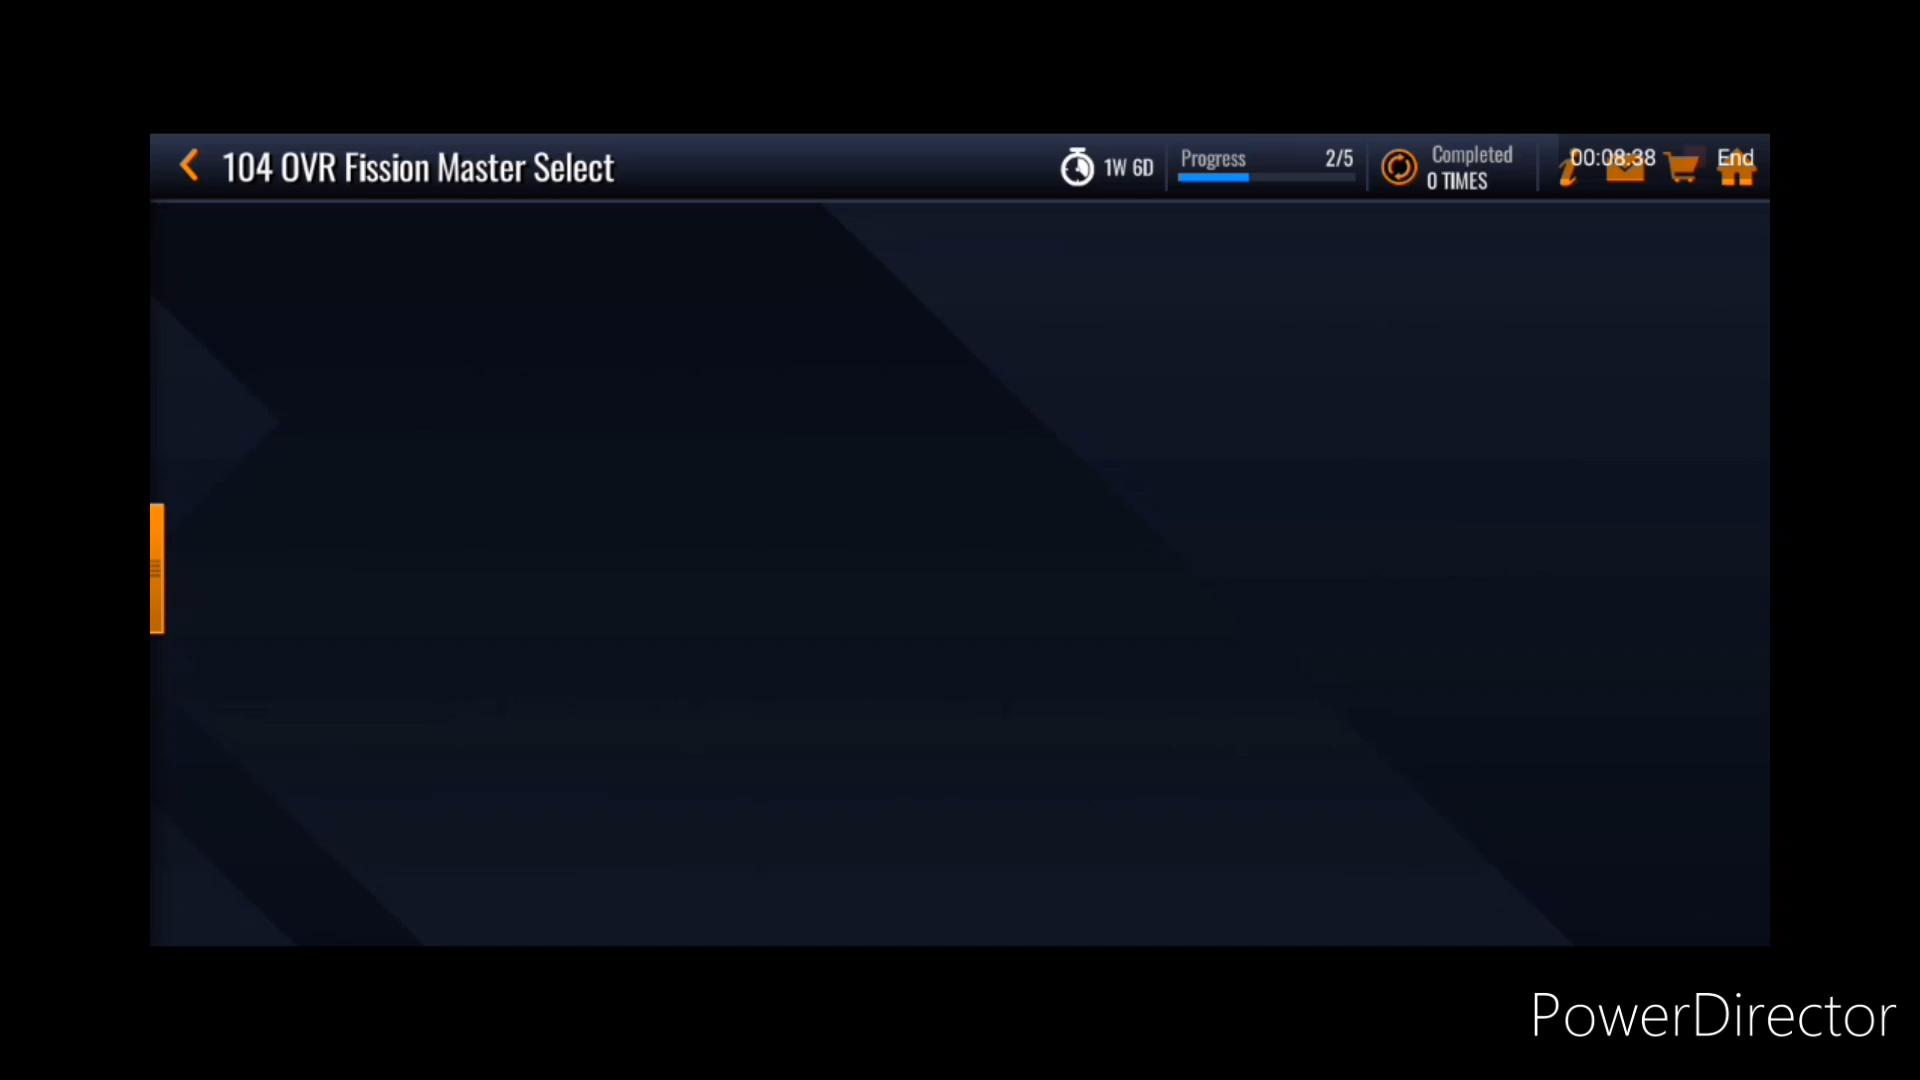 104 OVR Fission Master Select
1W 6D
Progress 2/5
Completed
0 TIMES
00:08:38
End
PowerDirector